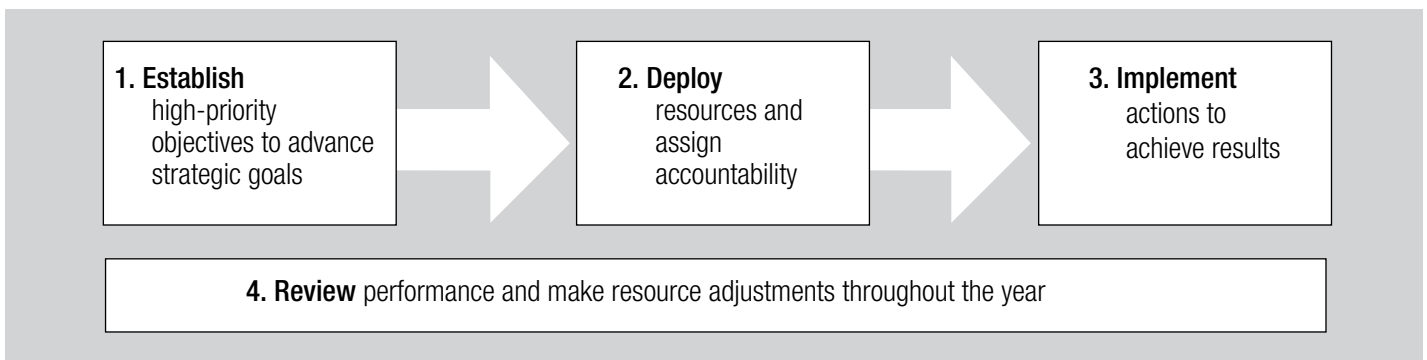 1. Establish
high-priority
objectives to advance
strategic goals
2. Deploy
resources and
assign
accountability
3. Implement
actions to
achieve results
4. Review performance and make resource adjustments throughout the year